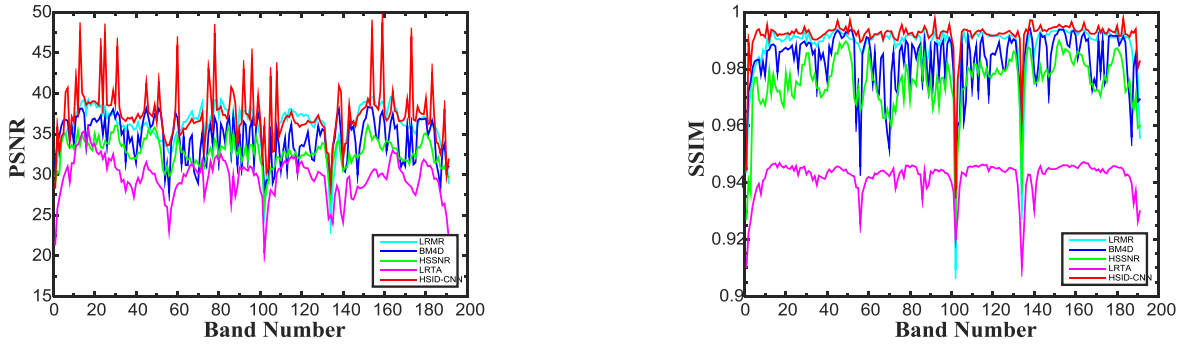 50
45
40
35
30
25
20
15
PSNR
0 20 40 60 80 100 120 140 160 180 200
Band Number
LRMR
BM4D
HSSNR
LRTA
HSID-CNN
1
0.98
0.96
0.94
0.92
0.9
SSIM
0 20 40 60 80 100 120 140 160 180 200
Band Number
LRMR
BM4D
HSSNR
LRTA
HSID-CNN